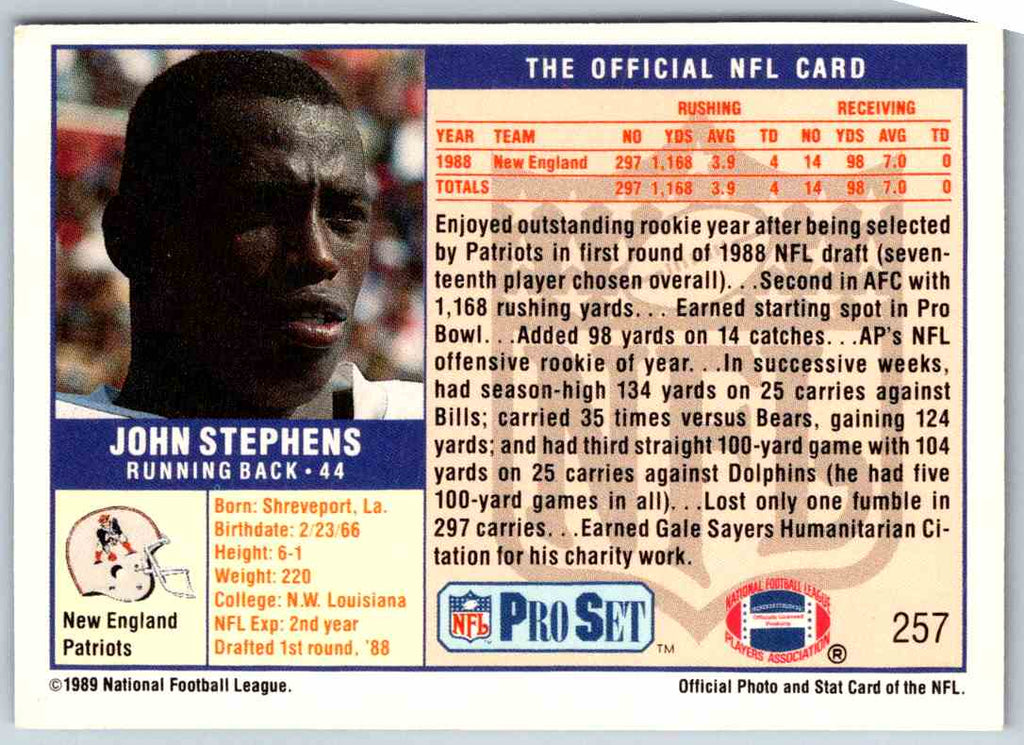 THE OFFICIAL NFL CARD
RUSHING RECEIVING
YEAR TEAM NO YDS AVG TD NO YDS AVG TD
1988 New England 297 1,168 3.9 4 14 98 7.0 0
TOTALS 297 1,168 3.9 4 14 98 7.0 0
Enjoyed outstanding rookie year after being selected
by Patriots in first round of 1988 NFL draft (seven-
teenth player chosen overall). . .Second in AFC with
1,168 rushing yards. . . Earned starting spot in Pro
Bowl. . .Added 98 yards on 14 catches. . .AP's NFL
offensive rookie of year. . .In successive weeks,
had season-high 134 yards on 25 carries against
Bills; carried 35 times versus Bears, gaining 124
yards; and had third straight 100-yard game with 104
yards on 25 carries against Dolphins (he had five
100-yard games in all). . .Lost only one fumble in
297 carries. . .Earned Gale Sayers Humanitarian Ci-
tation for his charity work.
JOHN STEPHENS
RUNNING BACK • 44
Born: Shreveport, La.
Birthdate: 2/23/66
Height: 6-1
Weight: 220
College: N.W. Louisiana
NFL Exp: 2nd year
Drafted 1st round, '88
New England
Patriots
NFL PRO SET TM
NATIONAL FOOTBALL LEAGUE
Officially Licensed
Products
PLAYERS ASSOCIATION ®
257
©1989 National Football League.
Official Photo and Stat Card of the NFL.